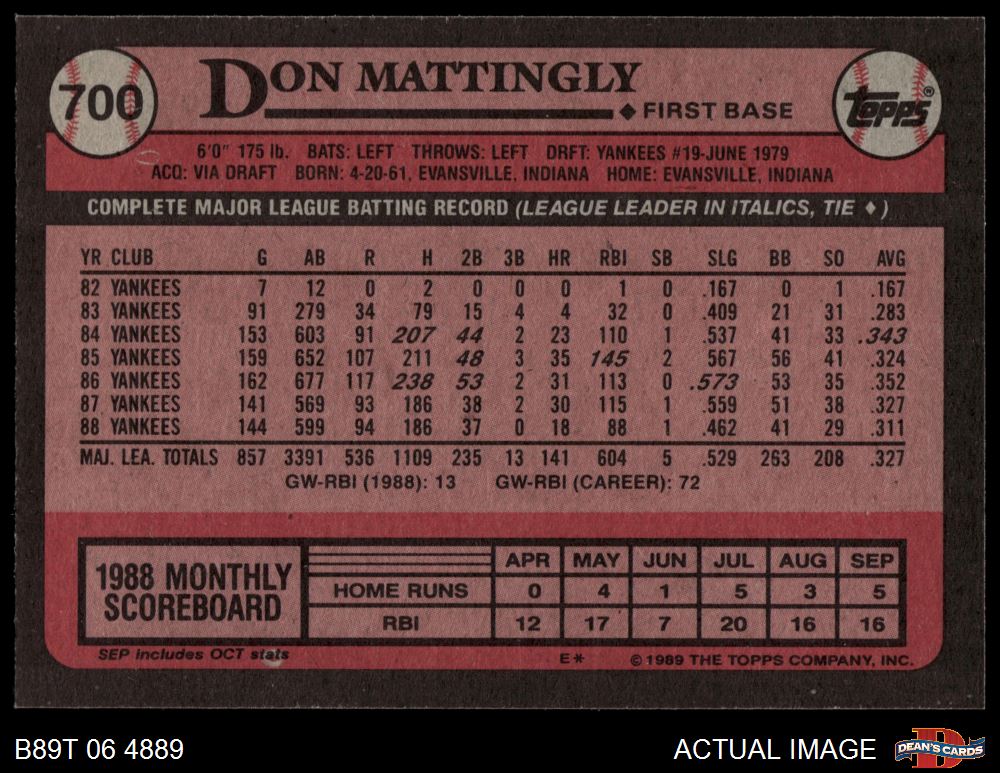 700
DON MATTINGLY
♦ FIRST BASE
topps®
6'0" 175 lb. BATS: LEFT THROWS: LEFT DRFT: YANKEES #19-JUNE 1979
ACQ: VIA DRAFT BORN: 4-20-61, EVANSVILLE, INDIANA HOME: EVANSVILLE, INDIANA
COMPLETE MAJOR LEAGUE BATTING RECORD (LEAGUE LEADER IN ITALICS, TIE ♦)
YR CLUB G AB R H 2B 3B HR RBI SB SLG BB SO AVG
82 YANKEES 7 12 0 2 0 0 0 1 0 .167 0 1 .167
83 YANKEES 91 279 34 79 15 4 4 32 0 .409 21 31 .283
84 YANKEES 153 603 91 207 44 2 23 110 1 .537 41 33 .343
85 YANKEES 159 652 107 211 48 3 35 145 2 .567 56 41 .324
86 YANKEES 162 677 117 238 53 2 31 113 0 .573 53 35 .352
87 YANKEES 141 569 93 186 38 2 30 115 1 .559 51 38 .327
88 YANKEES 144 599 94 186 37 0 18 88 1 .462 41 29 .311
MAJ. LEA. TOTALS 857 3391 536 1109 235 13 141 604 5 .529 263 208 .327
GW-RBI (1988): 13 GW-RBI (CAREER): 72
1988 MONTHLY SCOREBOARD
APR MAY JUN JUL AUG SEP
HOME RUNS 0 4 1 5 3 5
RBI 12 17 7 20 16 16
SEP includes OCT stats
E* © 1989 THE TOPPS COMPANY, INC.
B89T 06 4889
ACTUAL IMAGE
D
DEAN'S CARDS